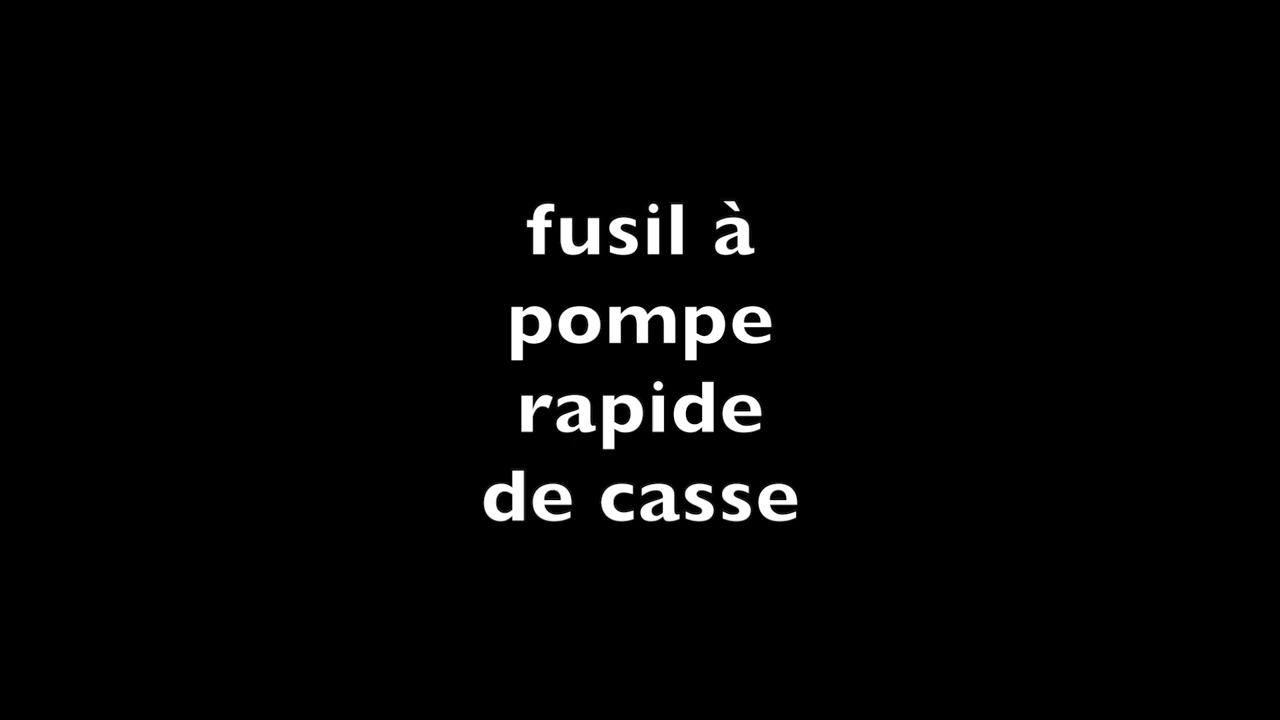 fusil à
pompe
rapide
de casse